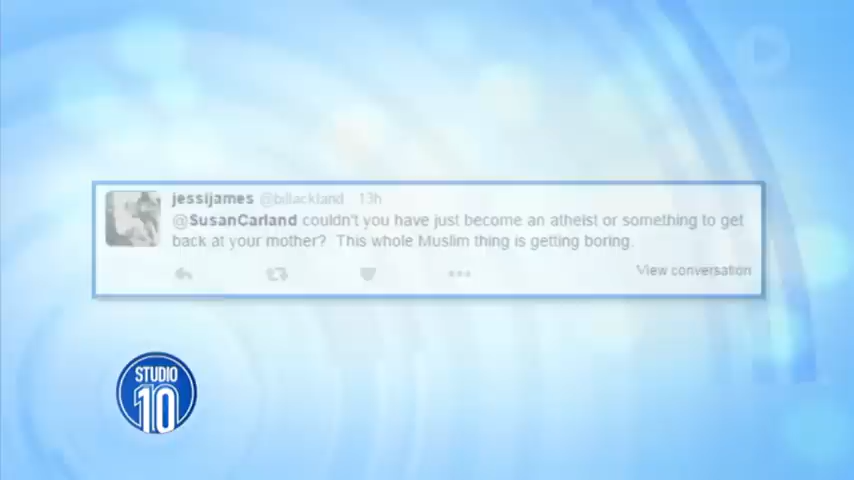 jessijames @billackland · 13h
@SusanCarland couldn't you have just become an atheist or something to get
back at your mother? This whole Muslim thing is getting boring.
View conversation
STUDIO
10